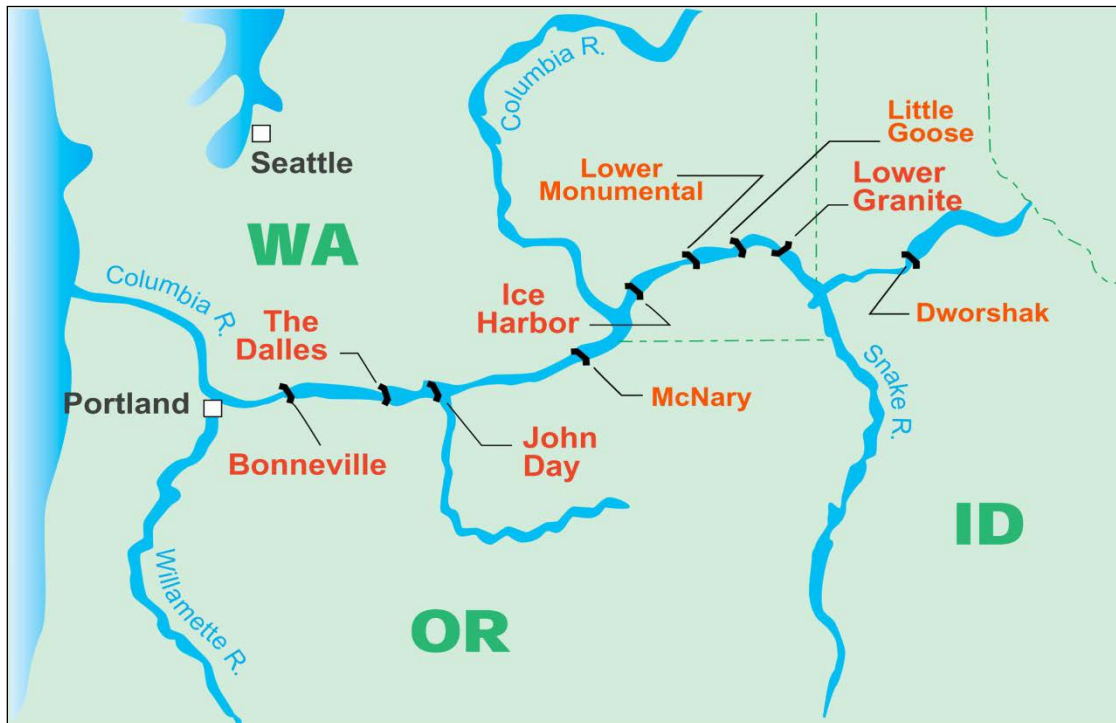 Columbia R.
Little
Goose
Seattle
Lower
Monumental
Lower
Granite
WA
Columbia R.
The
Dalles
Ice
Harbor
Dworshak
Portland
McNary
Snake R.
Bonneville
John
Day
ID
Willamette R.
OR